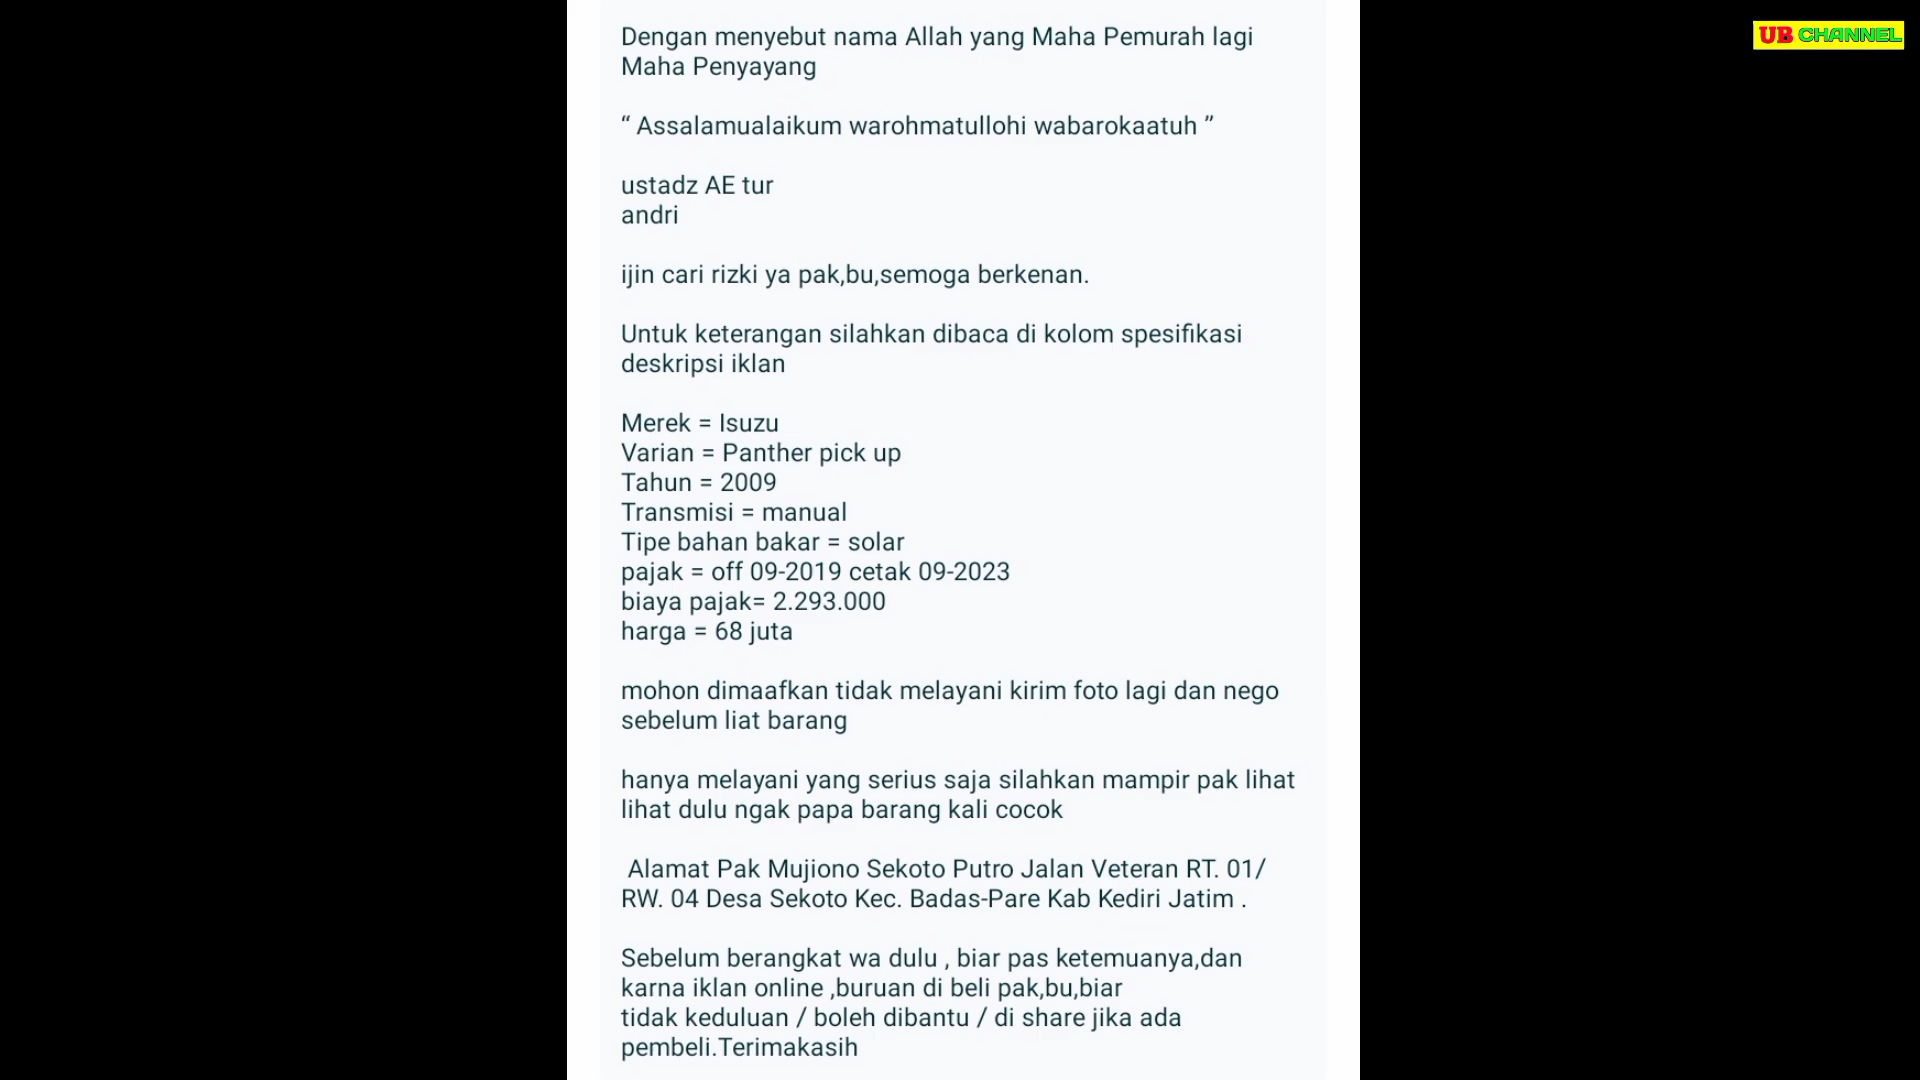 UB CHANNEL
Dengan menyebut nama Allah yang Maha Pemurah lagi
Maha Penyayang
“ Assalamualaikum warohmatullohi wabarokaatuh ”
ustadz AE tur
andri
ijin cari rizki ya pak,bu,semoga berkenan.
Untuk keterangan silahkan dibaca di kolom spesifikasi
deskripsi iklan
Merek = Isuzu
Varian = Panther pick up
Tahun = 2009
Transmisi = manual
Tipe bahan bakar = solar
pajak = off 09-2019 cetak 09-2023
biaya pajak= 2.293.000
harga = 68 juta
mohon dimaafkan tidak melayani kirim foto lagi dan nego
sebelum liat barang
hanya melayani yang serius saja silahkan mampir pak lihat
lihat dulu ngak papa barang kali cocok
Alamat Pak Mujiono Sekoto Putro Jalan Veteran RT. 01/
RW. 04 Desa Sekoto Kec. Badas-Pare Kab Kediri Jatim .
Sebelum berangkat wa dulu , biar pas ketemuanya,dan
karna iklan online ,buruan di beli pak,bu,biar
tidak keduluan / boleh dibantu / di share jika ada
pembeli.Terimakasih